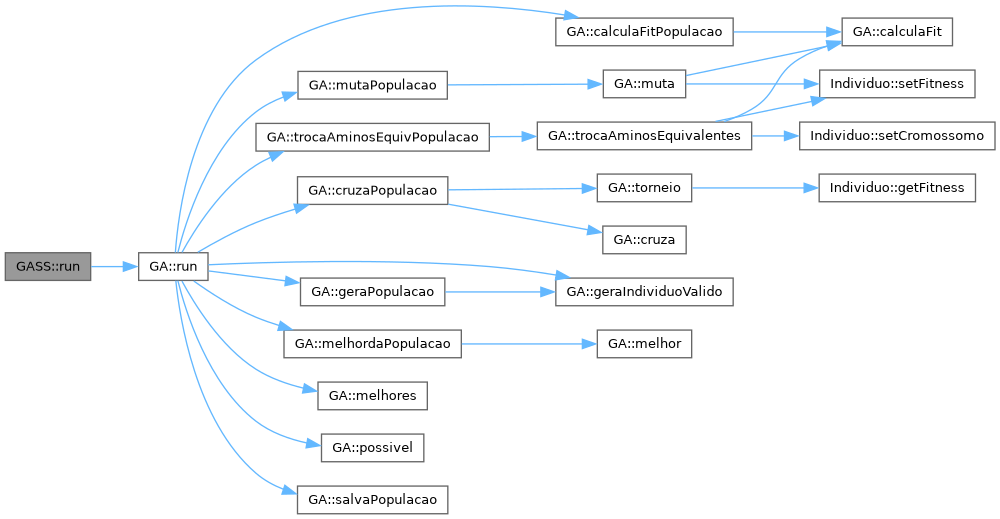 GASS::run
GA::run
GA::calculaFitPopulacao
GA::calculaFit
GA::mutaPopulacao
GA::muta
Individuo::setFitness
GA::trocaAminosEquivPopulacao
GA::trocaAminosEquivalentes
Individuo::setCromossomo
GA::cruzaPopulacao
GA::torneio
Individuo::getFitness
GA::cruza
GA::geraPopulacao
GA::geraIndividuoValido
GA::melhordaPopulacao
GA::melhor
GA::melhores
GA::possivel
GA::salvaPopulacao